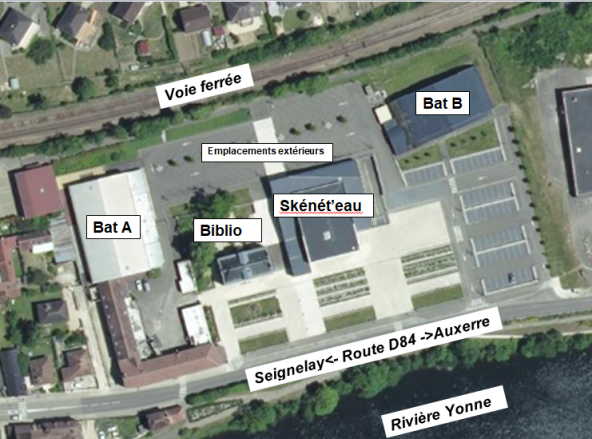 Voie ferrée
Bat B
Emplacements extérieurs
Skénét'eau
Bat A
Biblio
Seignelay<- Route D84 ->Auxerre
Rivière Yonne